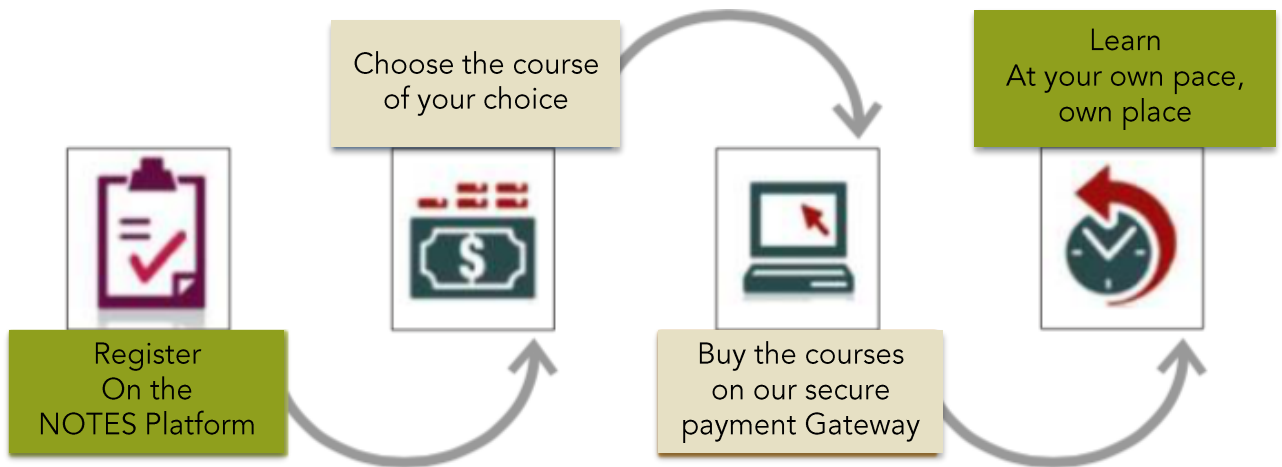 Register
On the
NOTES Platform
Choose the course
of your choice
$
Buy the courses
on our secure
payment Gateway
Learn
At your own pace,
own place